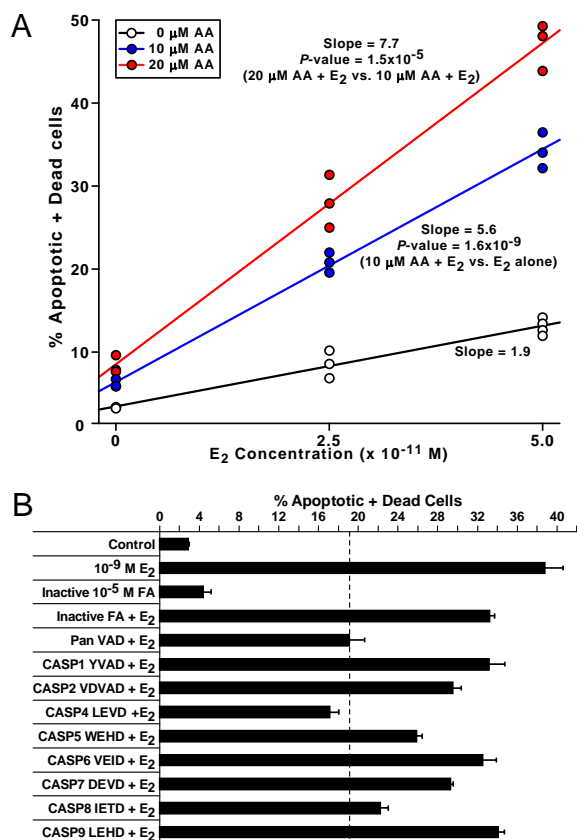 A
0 μM AA
10 μM AA
20 μM AA
Slope = 7.7
P-value = 1.5x10-5
(20 μM AA + E2 vs. 10 μM AA + E2)
Slope = 5.6
P-value = 1.6x10-9
(10 μM AA + E2 vs. E2 alone)
Slope = 1.9
% Apoptotic + Dead cells
50
40
30
20
10
0
0 2.5 5.0
E2 Concentration (x 10-11 M)
B
% Apoptotic + Dead Cells
0 4 8 12 16 20 24 28 32 36 40
Control
10-9 M E2
Inactive 10-5 M FA
Inactive FA + E2
Pan VAD + E2
CASP1 YVAD + E2
CASP2 VDVAD + E2
CASP4 LEVD +E2
CASP5 WEHD + E2
CASP6 VEID + E2
CASP7 DEVD + E2
CASP8 IETD + E2
CASP9 LEHD + E2